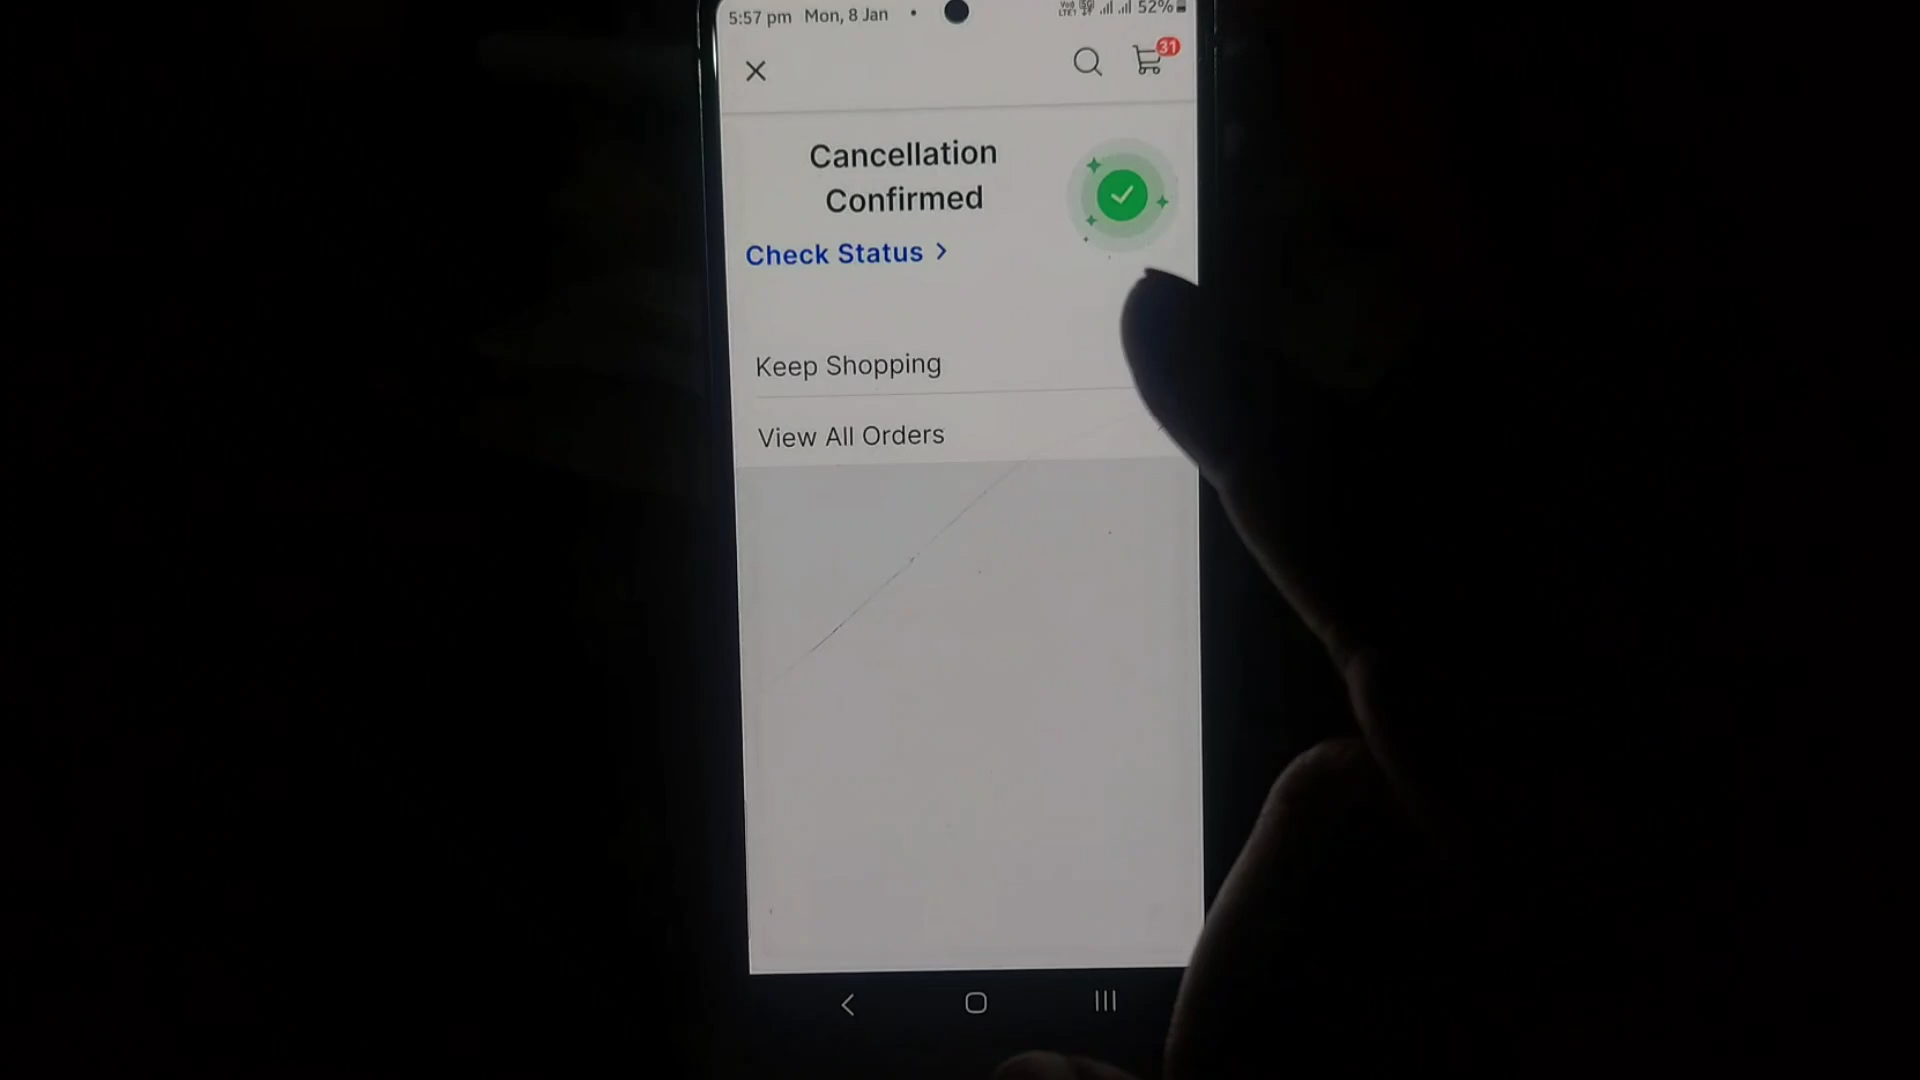 5:57 pm Mon, 8 Jan
52%
31
Cancellation
Confirmed
Check Status
Keep Shopping
View All Orders